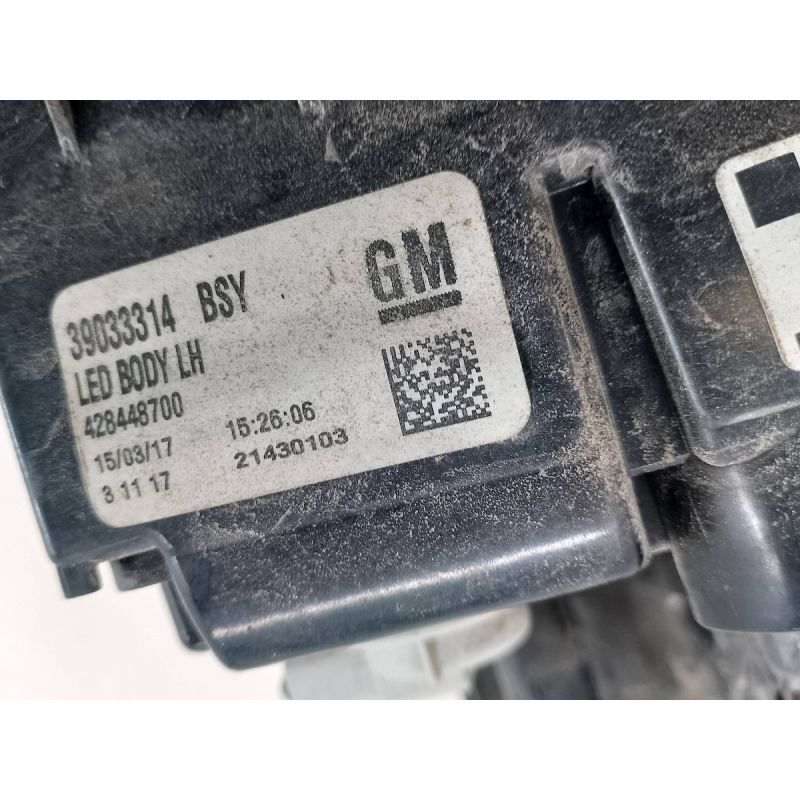 39033314 BSY
GM
LED BODY LH
428448700
15/03/17 15:26:06
3 11 17 21430103